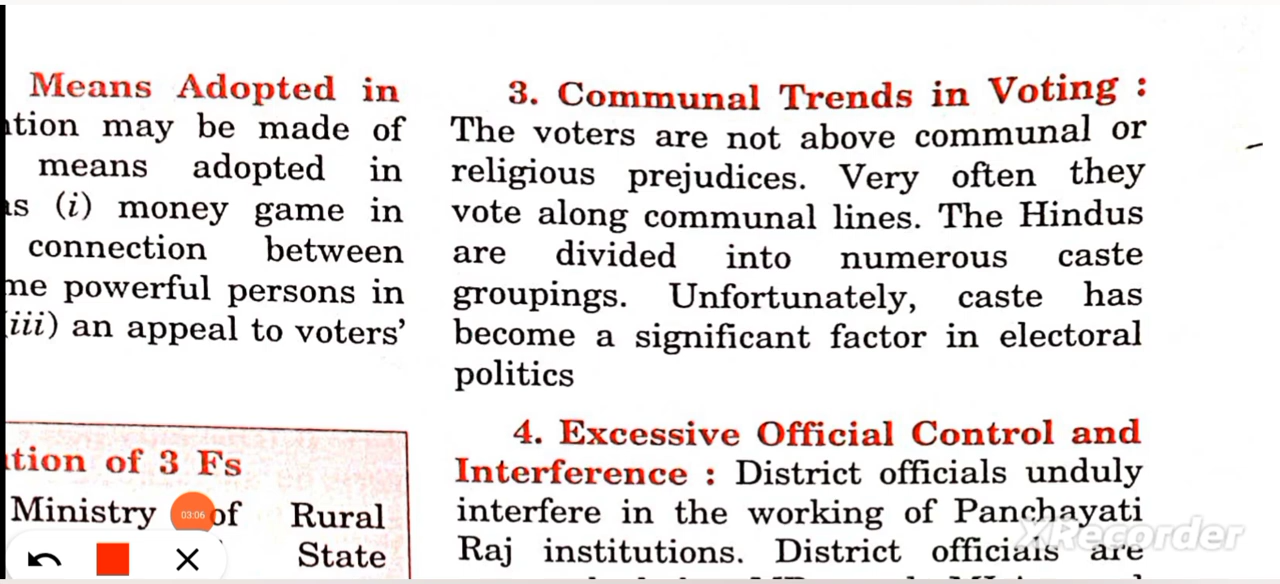 Means Adopted in
may be made of
means adopted in
(i) money game in
connection between
powerful persons in
iii) an appeal to voters'
of 3 Fs
Ministry of Rural
State
03:06
3. Communal Trends in Voting :
The voters are not above communal or
religious prejudices. Very often they
vote along communal lines. The Hindus
are divided into numerous caste
groupings. Unfortunately, caste has
become a significant factor in electoral
politics
4. Excessive Official Control and
Interference : District officials unduly
interfere in the working of Panchayati
Raj institutions. District officials are
XRecorder